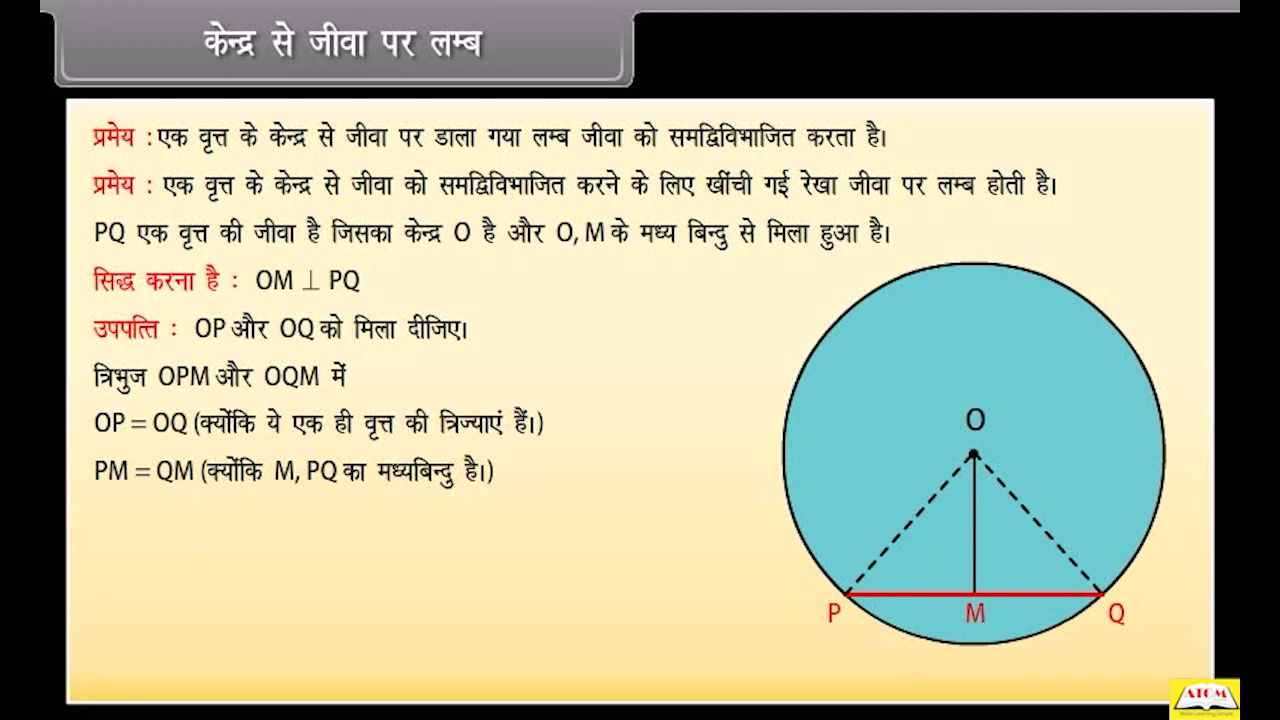 केन्द्र से जीवा पर लम्ब
प्रमेय : एक वृत्त के केन्द्र से जीवा पर डाला गया लम्ब जीवा को समद्विविभाजित करता है।
प्रमेय : एक वृत्त के केन्द्र से जीवा को समद्विविभाजित करने के लिए खींची गई रेखा जीवा पर लम्ब होती है।
PQ एक वृत्त की जीवा है जिसका केन्द्र O है और O, M के मध्य बिन्दु से मिला हुआ है।
सिद्ध करना है : OM ⊥ PQ
उपपत्ति : OP और OQ को मिला दीजिए।
त्रिभुज OPM और OQM में
OP = OQ (क्योंकि ये एक ही वृत्त की त्रिज्याएं हैं।)
PM = QM (क्योंकि M, PQ का मध्यबिन्दु है।)
O
P M Q
ATOM